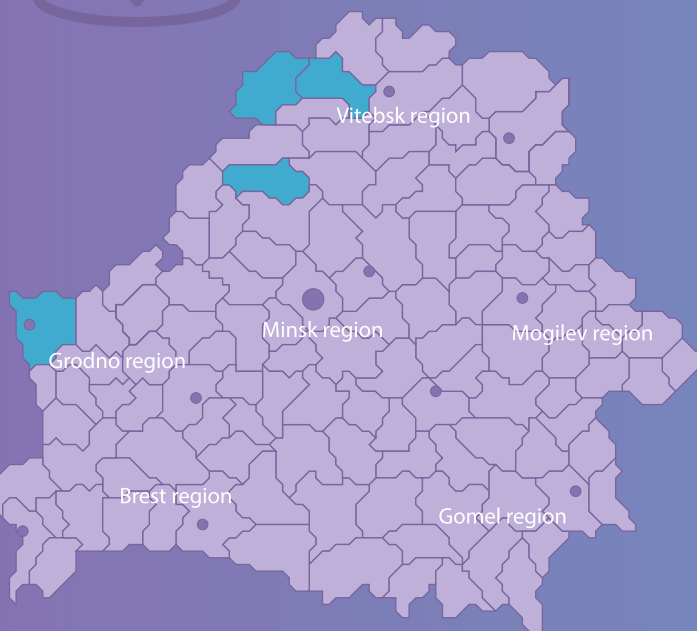 Vitebsk region
Minsk region
Mogilev region
Grodno region
Brest region
Gomel region